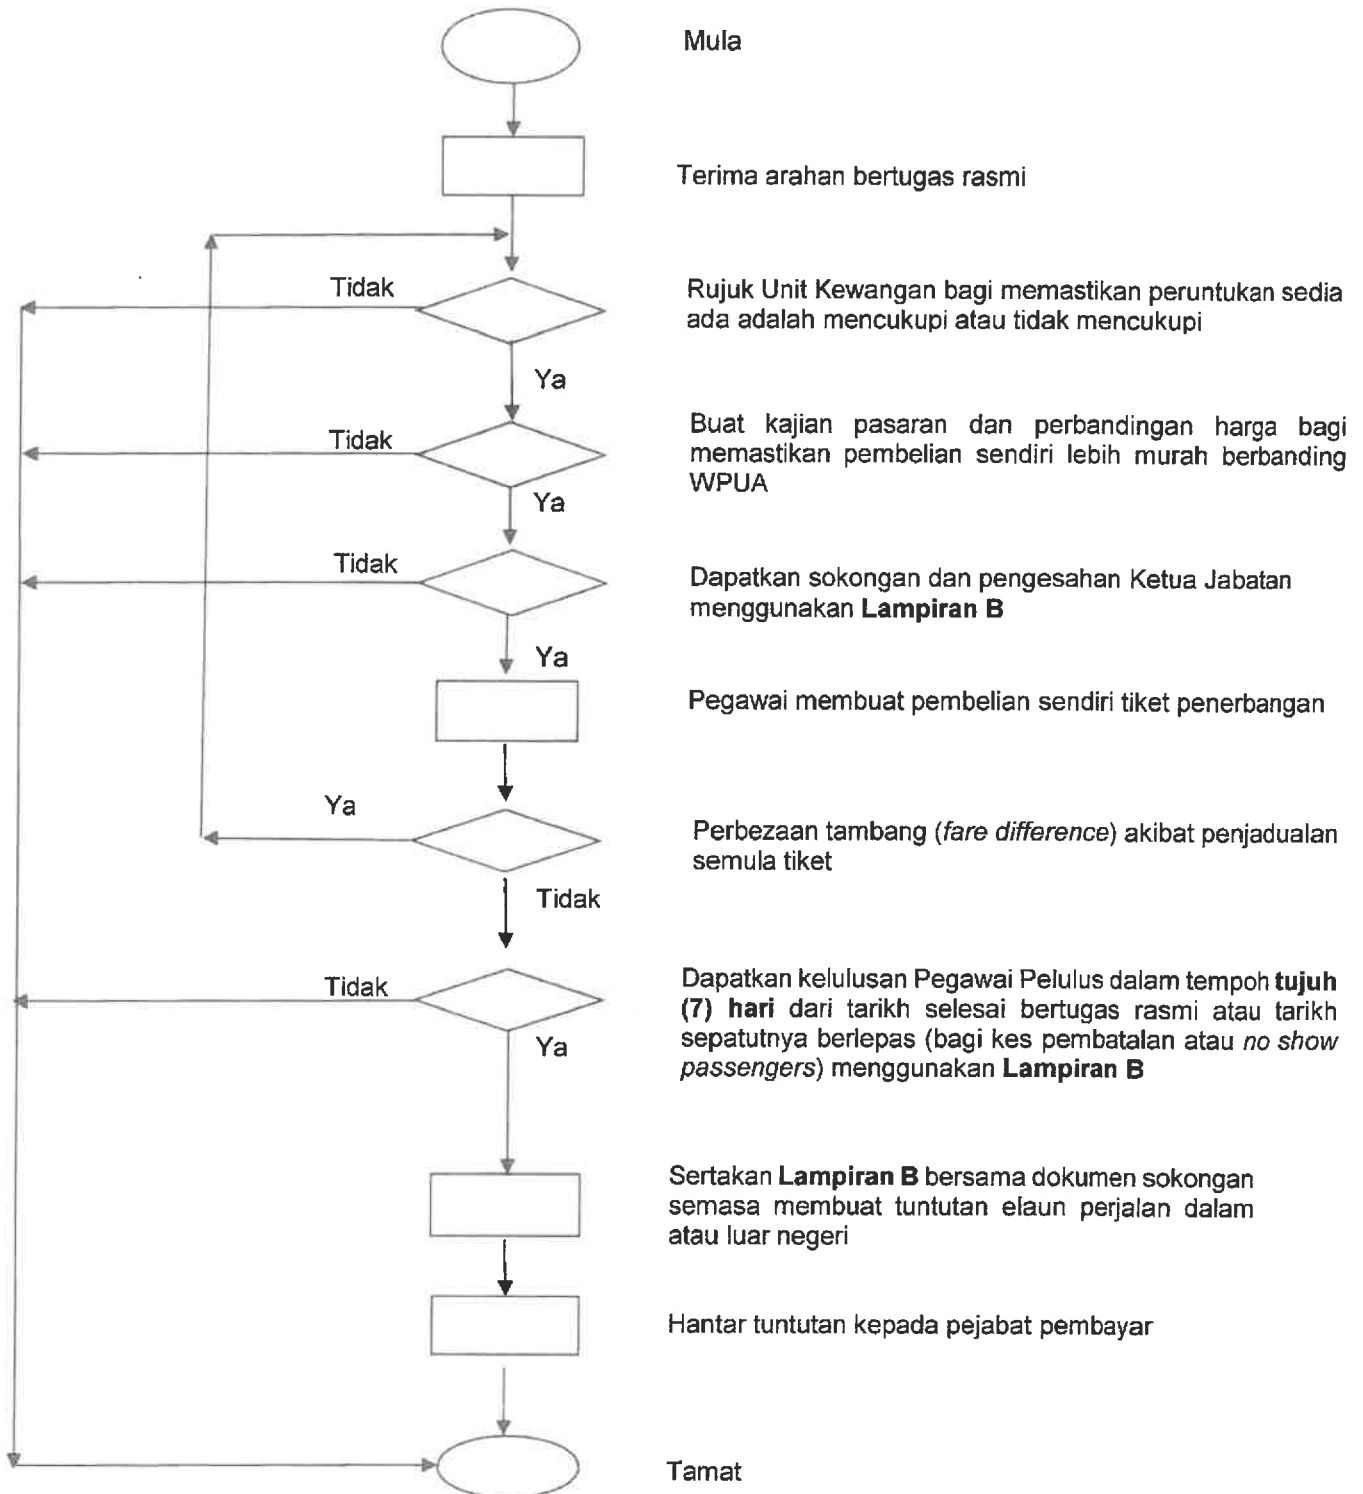 Mula
Terima arahan bertugas rasmi
Tidak
Rujuk Unit Kewangan bagi memastikan peruntukan sedia
ada adalah mencukupi atau tidak mencukupi
Ya
Tidak
Buat kajian pasaran dan perbandingan harga bagi
memastikan pembelian sendiri lebih murah berbanding
WPUA
Ya
Tidak
Dapatkan sokongan dan pengesahan Ketua Jabatan
menggunakan Lampiran B
Ya
Pegawai membuat pembelian sendiri tiket penerbangan
Ya
Perbezaan tambang (fare difference) akibat penjadualan
semula tiket
Tidak
Tidak
Dapatkan kelulusan Pegawai Pelulus dalam tempoh tujuh
(7) hari dari tarikh selesai bertugas rasmi atau tarikh
sepatutnya berlepas (bagi kes pembatalan atau no show
passengers) menggunakan Lampiran B
Ya
Sertakan Lampiran B bersama dokumen sokongan
semasa membuat tuntutan elaun perjalan dalam
atau luar negeri
Hantar tuntutan kepada pejabat pembayar
Tamat